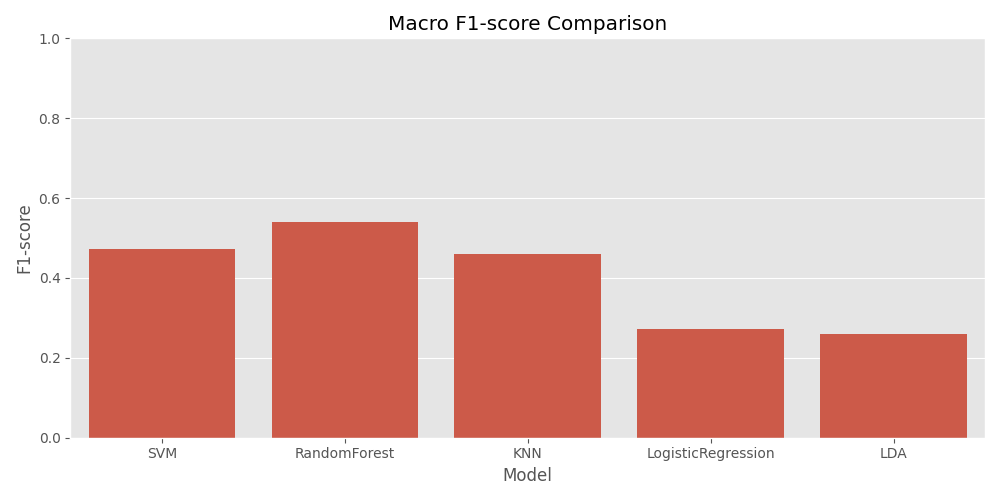 Macro F1-score Comparison
1.0
0.8
0.6
0.4
0.2
0.0
F1-score
SVM
RandomForest
KNN
LogisticRegression
LDA
Model